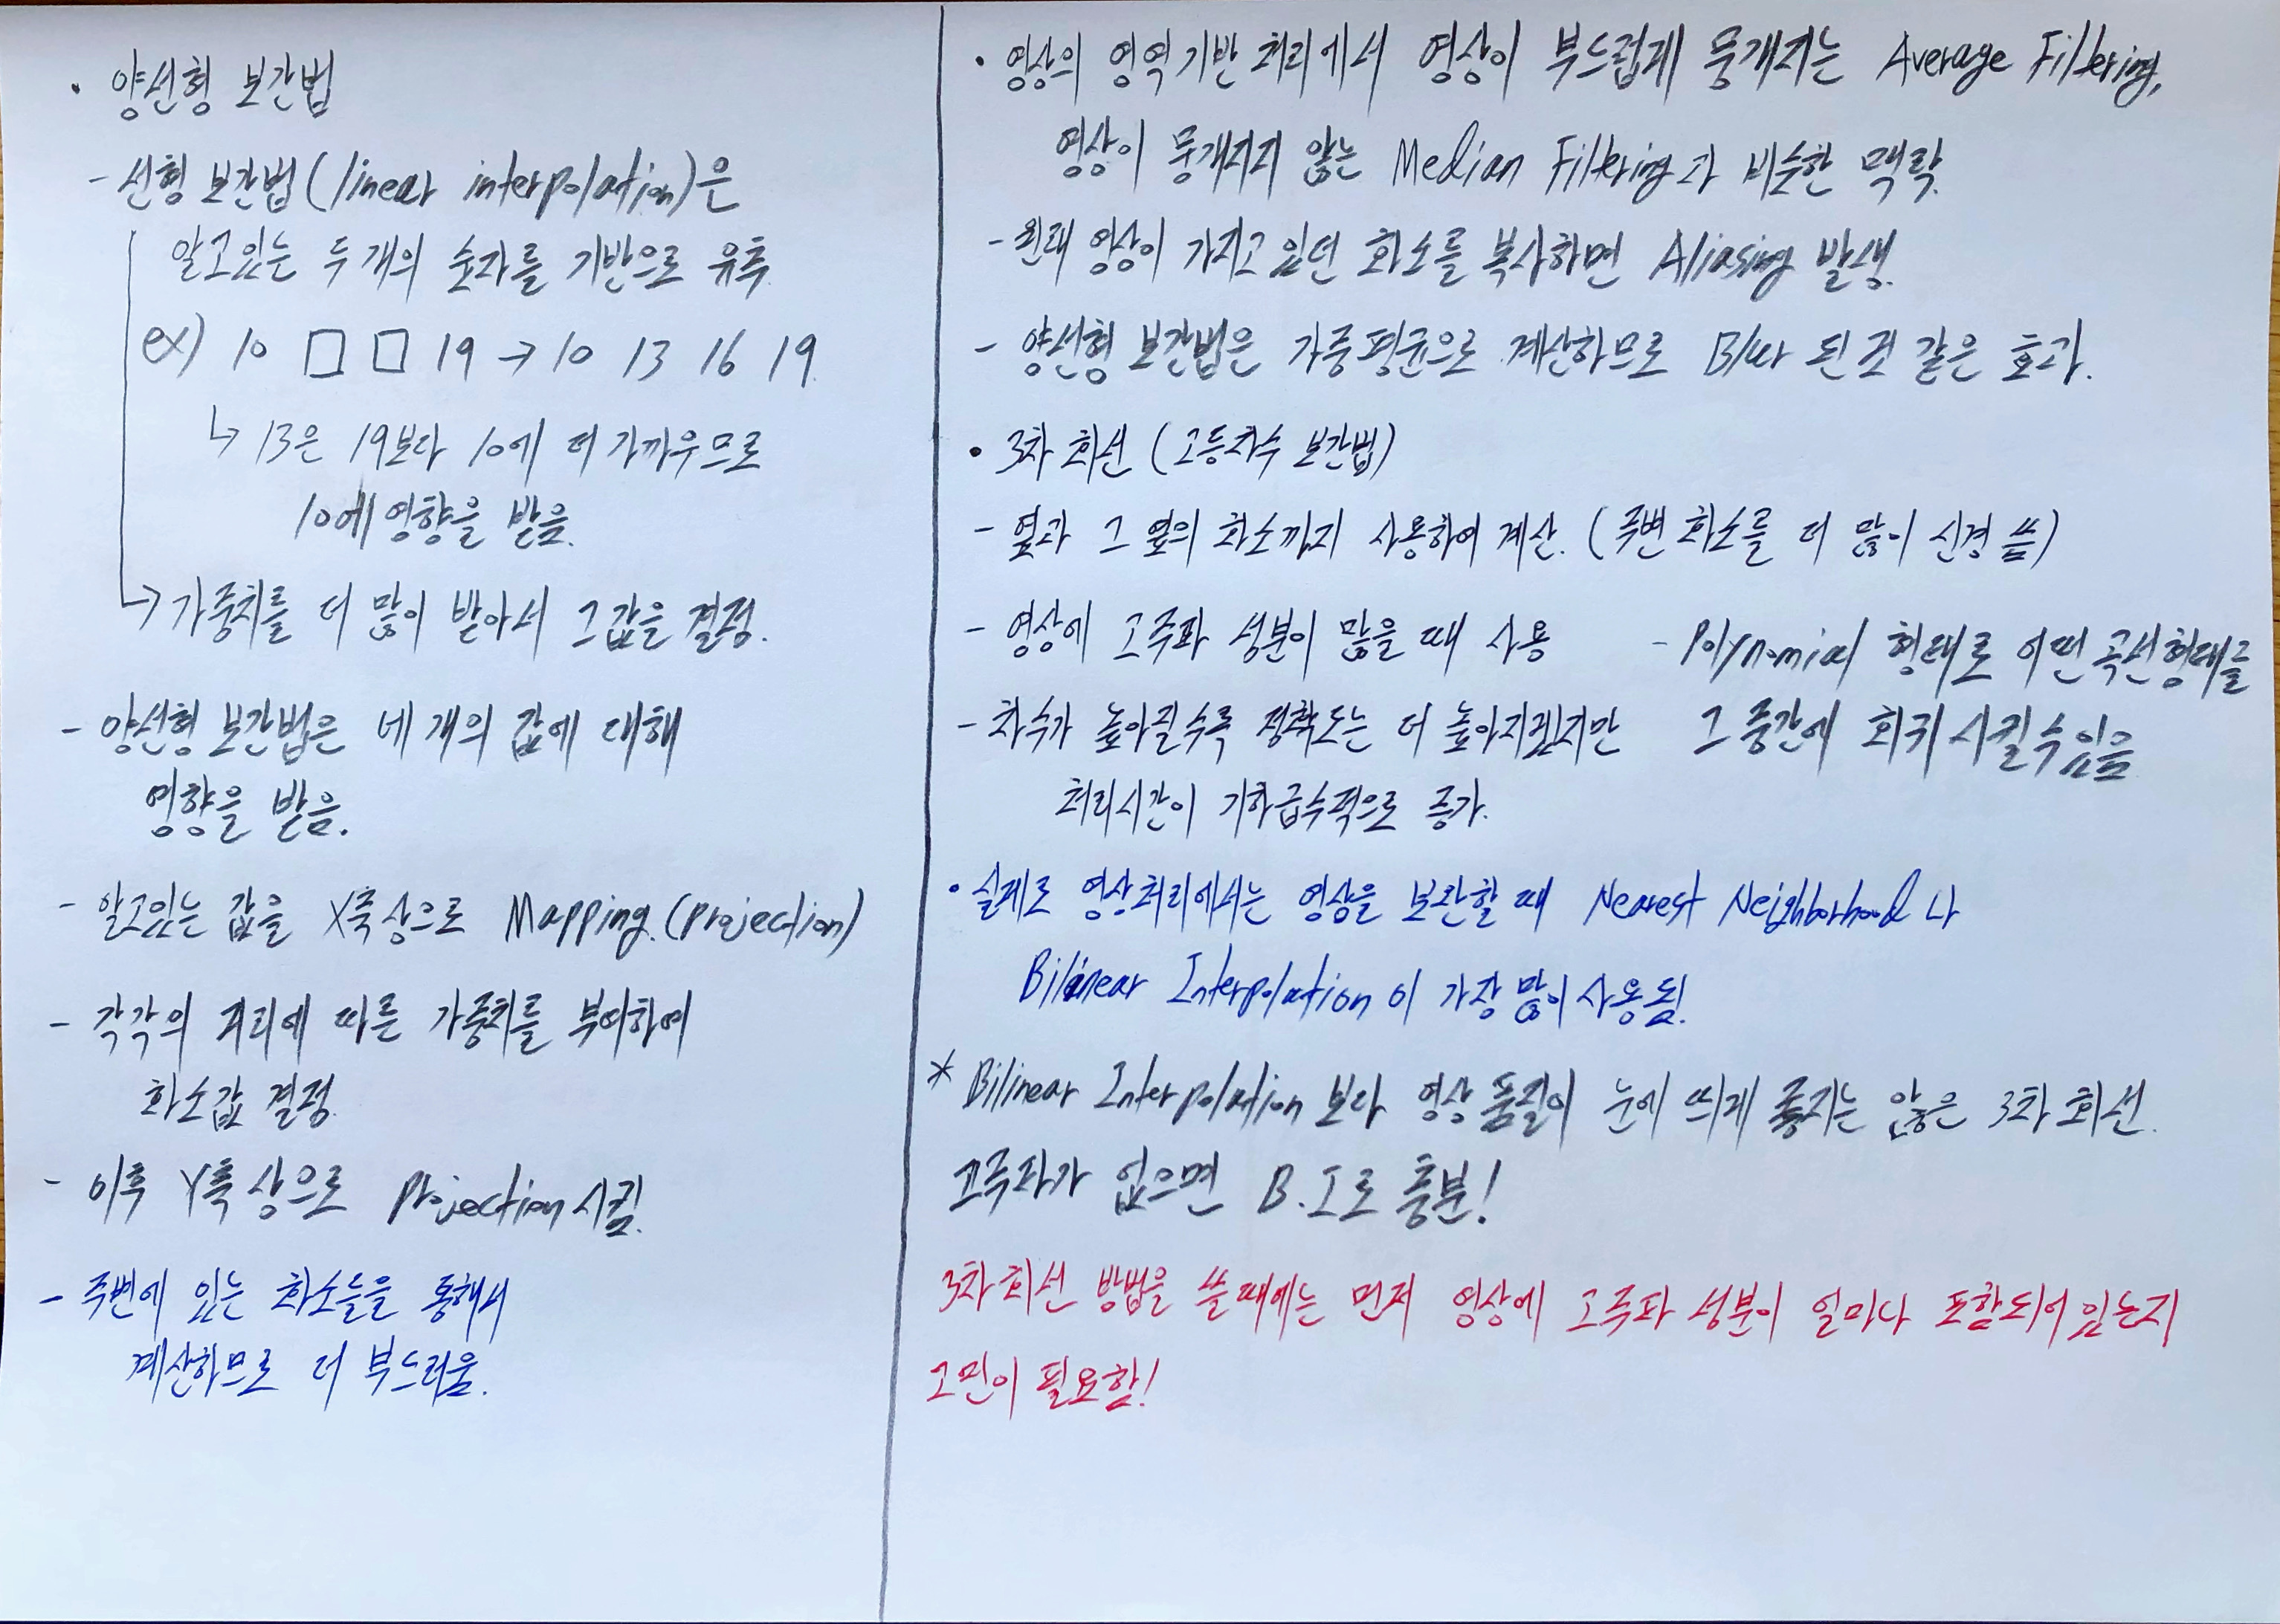 • 양선형 보간법
- 선형 보간법(linear interpolation)은
알고있는 두 개의 숫자를 기반으로 유추
ex) 10 □ □ 19 → 10 13 16 19
↳ 13은 19보다 10에 더 가까우므로
10에 영향을 받음.
→ 가중치를 더 많이 받아서 그 값을 결정.
- 양선형 보간법은 네 개의 값에 대해
영향을 받음.
- 알고있는 값을 X축 상으로 Mapping.(projection)
- 각각의 거리에 따른 가중치를 부여하여
화소값 결정
- 이후 Y축 상으로 projection 시킴.
- 주변에 있는 화소들을 통해서
계산하므로 더 부드러움.
• 영상의 영역 기반 처리에서 영상이 부드럽게 뭉개지는 Average Filtering,
영상이 뭉개지지 않는 Median Filtering과 비슷한 맥락.
- 원래 영상이 가지고 있던 화소를 복사하면 Aliasing 발생.
- 양선형 보간법은 가중평균으로 계산하므로 Blur 된 것 같은 효과.
• 3차 회선 (고등차수 보간법)
- 옆과 그 옆의 화소까지 사용하여 계산. (주변 화소를 더 많이 신경 씀)
- 영상에 고주파 성분이 많을 때 사용
- 차수가 높아질수록 정확도는 더 높아지겠지만
처리시간이 기하급수적으로 증가.
- Polynomial 형태로 어떤 곡선형태를
그 중간에 회귀 시킬 수 있음
• 실제로 영상처리에서는 영상을 보간할 때 Nearest Neighborhood 나
Bilinear Interpolation 이 가장 많이 사용 됨.
* Bilinear Interpolation 보다 영상 품질이 눈에 띄게 좋지는 않은 3차 회선.
고주파가 없으면 B.I로 충분!
3차 회선 방법을 쓸 때에는 먼저 영상에 고주파 성분이 얼마나 포함되어 있는지
고민이 필요함!